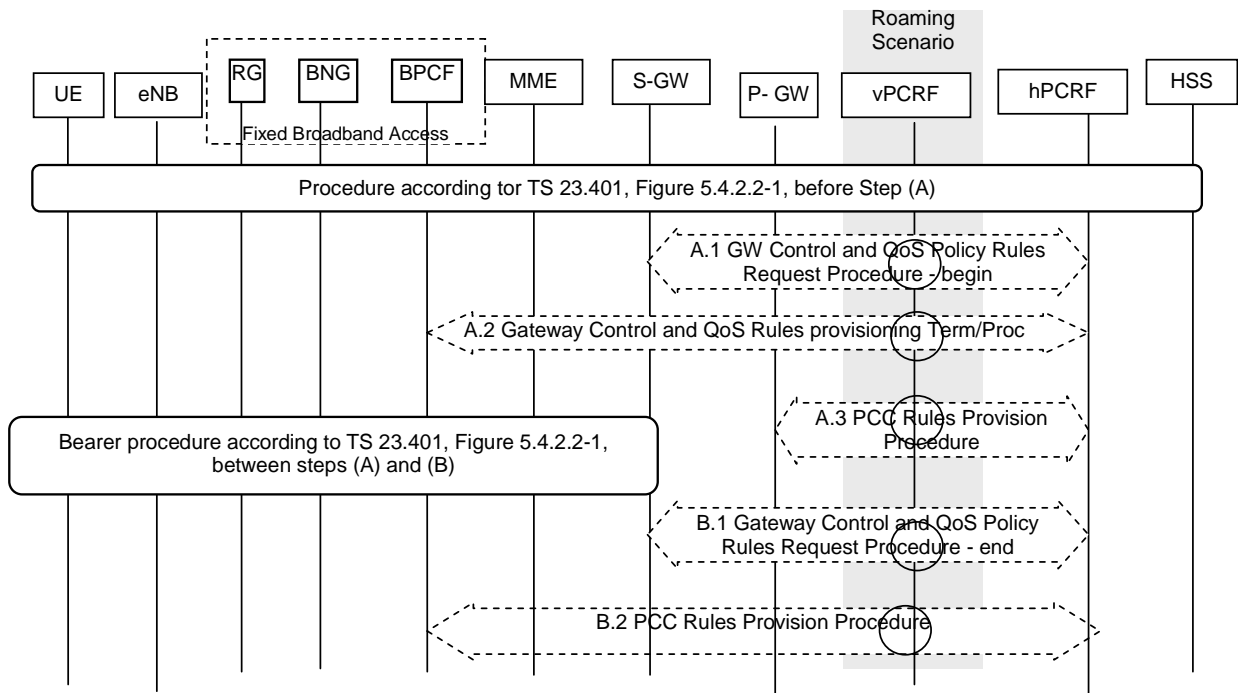 Roaming
Scenario
UE
eNB
RG
BNG
BPCF
MME
S-GW
P- GW
vPCRF
hPCRF
HSS
Fixed Broadband Access
Procedure according tor TS 23.401, Figure 5.4.2.2-1, before Step (A)
A.1 GW Control and QoS Policy Rules
Request Procedure - begin
A.2 Gateway Control and QoS Rules provisioning Term/Proc
A.3 PCC Rules Provision
Procedure
Bearer procedure according to TS 23.401, Figure 5.4.2.2-1,
between steps (A) and (B)
B.1 Gateway Control and QoS Policy
Rules Request Procedure - end
B.2 PCC Rules Provision Procedure